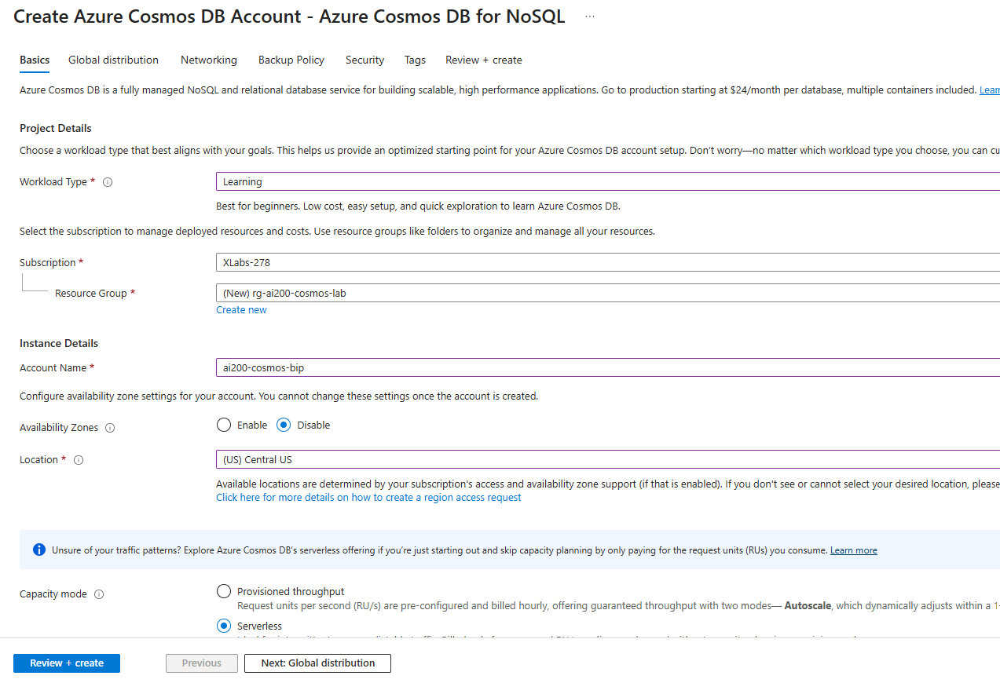 Create Azure Cosmos DB Account - Azure Cosmos DB for NoSQL ...
Basics Global distribution Networking Backup Policy Security Tags Review + create
Azure Cosmos DB is a fully managed NoSQL and relational database service for building scalable, high performance applications. Go to production starting at $24/month per database, multiple containers included. Lear
Project Details
Choose a workload type that best aligns with your goals. This helps us provide an optimized starting point for your Azure Cosmos DB account setup. Don't worry—no matter which workload type you choose, you can cu
Workload Type *
Learning
Best for beginners. Low cost, easy setup, and quick exploration to learn Azure Cosmos DB.
Select the subscription to manage deployed resources and costs. Use resource groups like folders to organize and manage all your resources.
Subscription *
XLabs-278
Resource Group *
(New) rg-ai200-cosmos-lab
Create new
Instance Details
Account Name *
ai200-cosmos-bip
Configure availability zone settings for your account. You cannot change these settings once the account is created.
Availability Zones
Enable Disable
Location *
(US) Central US
Available locations are determined by your subscription's access and availability zone support (if that is enabled). If you don't see or cannot select your desired location, please
Click here for more details on how to create a region access request
Unsure of your traffic patterns? Explore Azure Cosmos DB's serverless offering if you're just starting out and skip capacity planning by only paying for the request units (RUs) you consume. Learn more
Capacity mode
Provisioned throughput
Request units per second (RU/s) are pre-configured and billed hourly, offering guaranteed throughput with two modes— Autoscale, which dynamically adjusts within a 1-
Serverless
Review + create Previous Next: Global distribution